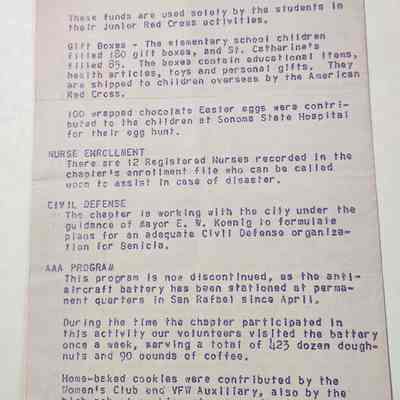 These funds are used solely by the students in
their Junior Red Cross activities.
Gift Boxes - The elementary school children
filled 180 gift boxes, and St. Catharine's
filled 85. The boxes contain educational items,
health articles, toys and personal gifts. They
are shipped to children overseas by the American
Red Cross.
100 wrapped chocolate Easter eggs were contri-
buted to the children at Sonoma State Hospital
for their egg hunt.
NURSE ENROLLMENT
There are 12 Registered Nurses recorded in the
chapter's enrollment file who can be called
upon to assist in case of disaster.
CIVIL DEFENSE
The chapter is working with the city under the
guidance of Mayor E. W. Koenig to formulate
plans for an adequate Civil Defense organiza-
tion for Benicia.
AAA PROGRAM
This program is now discontinued, as the anti-
aircraft battery has been stationed at perma-
ment quarters in San Rafael since April.
During the time the chapter participated in
this activity our volunteers visited the battery
once a week, serving a total of 423 dozen dough-
nuts and 90 pounds of coffee.
Home-baked cookies were contributed by the
Women's Club and VFW Auxiliary, also by the